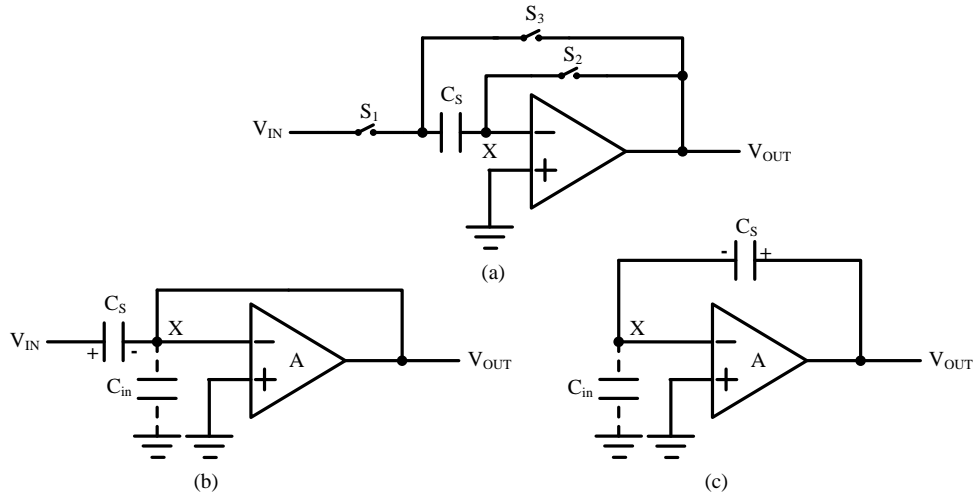 S3
S2
CS
S1
VIN
X
VOUT
(a)
CS
CS
- +
VIN
+ -
X
A
VOUT
Cin
X
A
VOUT
Cin
(b)
(c)